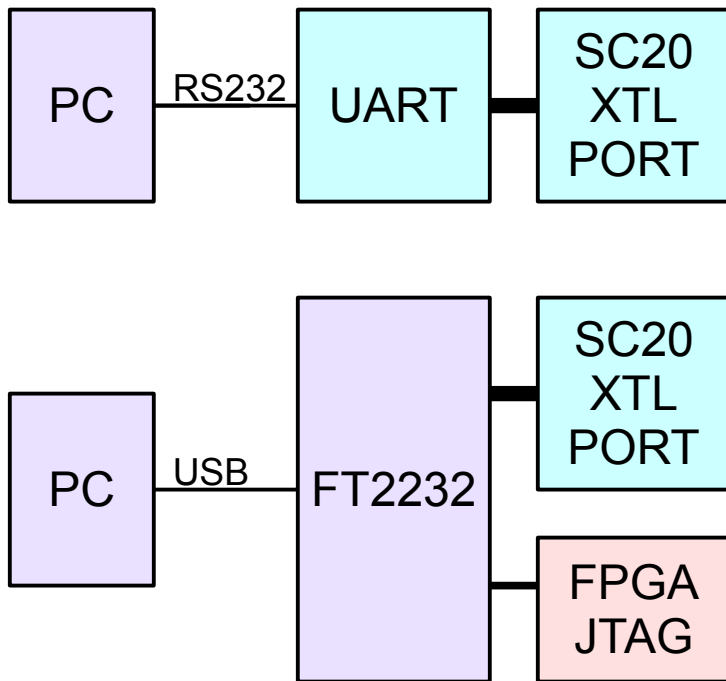 PC
RS232
UART
SC20
XTL
PORT
PC
USB
FT2232
SC20
XTL
PORT
FPGA
JTAG